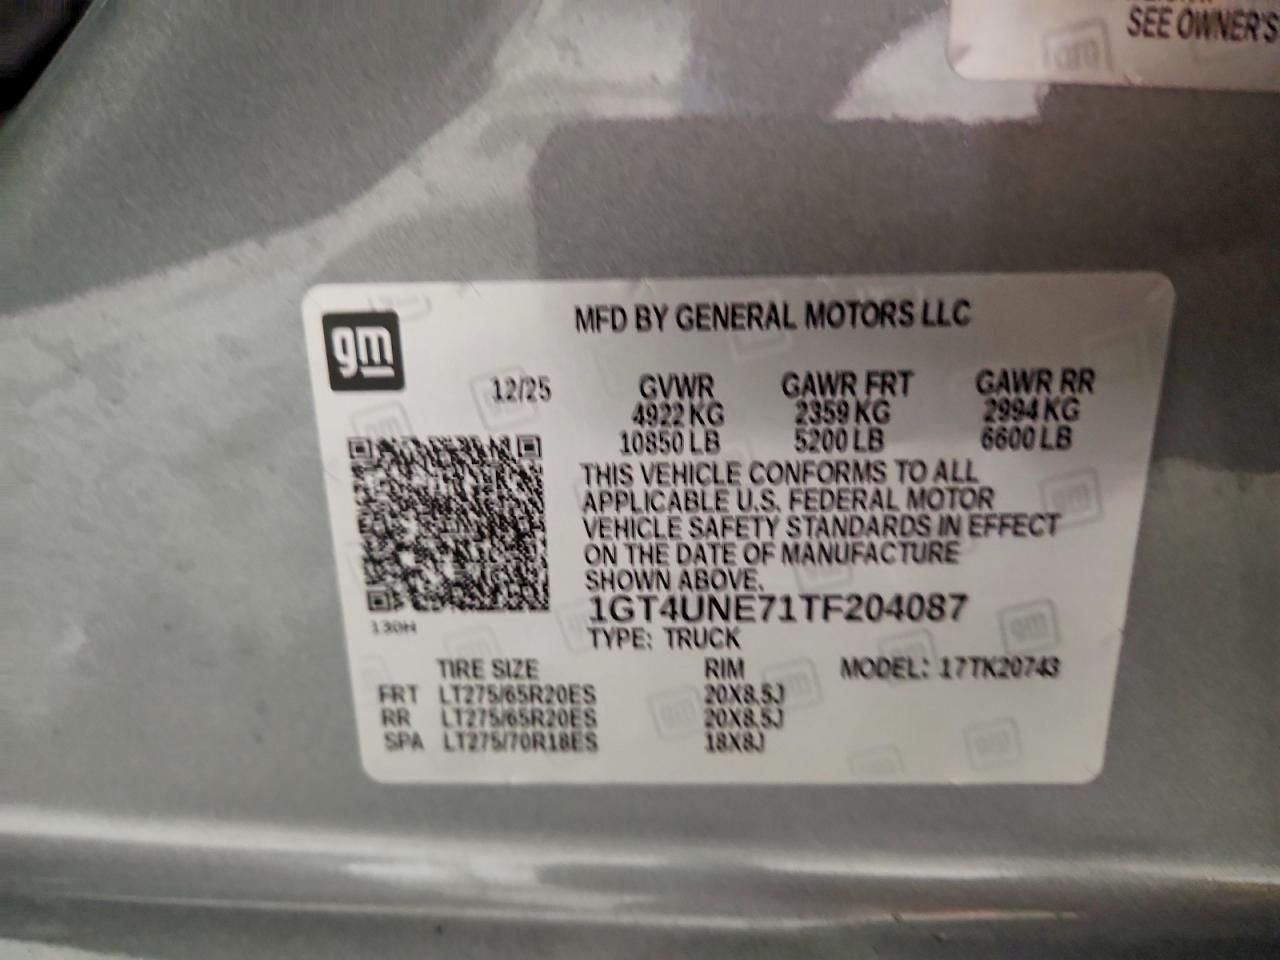 SEE OWNER'S
gm
MFD BY GENERAL MOTORS LLC
12/25
GVWR GAWR FRT GAWR RR
4922 KG 2359 KG 2994 KG
10850 LB 5200 LB 6600 LB
THIS VEHICLE CONFORMS TO ALL
APPLICABLE U.S. FEDERAL MOTOR
VEHICLE SAFETY STANDARDS IN EFFECT
ON THE DATE OF MANUFACTURE
SHOWN ABOVE.
1GT4UNE71TF204087
130H
TYPE: TRUCK
TIRE SIZE RIM MODEL: 17TK20743
FRT LT275/65R20ES 20X8.5J
RR LT275/65R20ES 20X8.5J
SPA LT275/70R18ES 18X8J